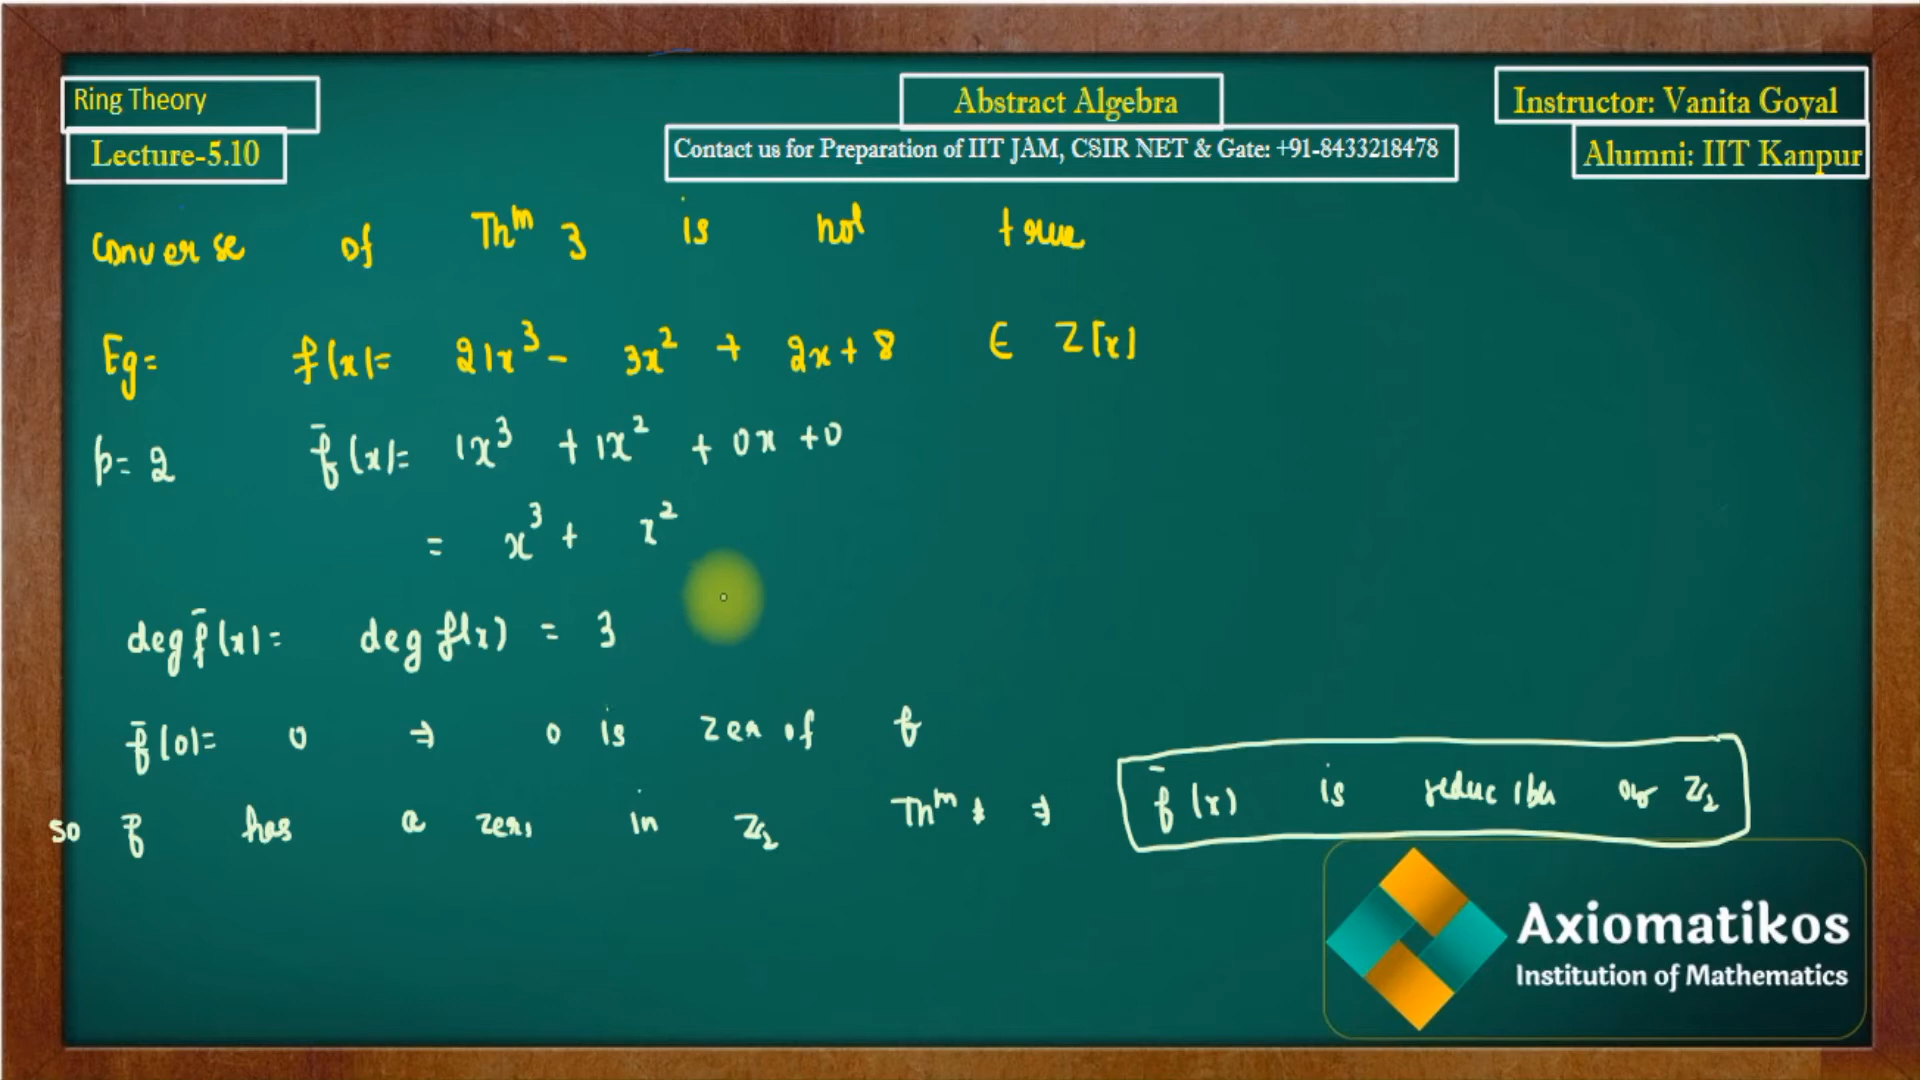 Ring Theory
Abstract Algebra
Instructor: Vanita Goyal
Lecture-5.10
Contact us for Preparation of IIT JAM, CSIR NET & Gate: +91-8433218478
Alumni: IIT Kanpur
Converse of Thm 3 is not true
Eg = f(x) = 21x³ - 3x² + 2x + 8 ∈ Z[x]
p = 2 f̄(x) = 1x³ + 1x² + 0x + 0
= x³ + x²
deg f̄(x) = deg f(x) = 3
f̄(0) = 0 ⇒ 0 is zero of f
so f̄ has a zero in Z₂ Thm ⇒ f̄(x) is reducible over Z₂
Axiomatikos
Institution of Mathematics